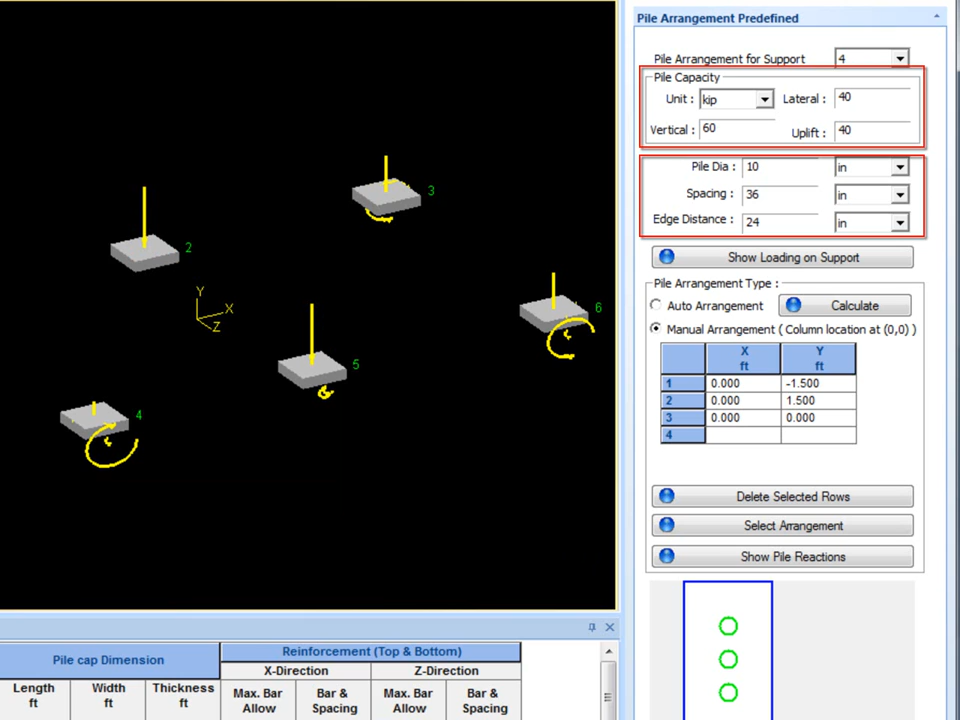 Pile Arrangement Predefined
Pile Arrangement for Support 4
Pile Capacity
Unit : kip Lateral : 40
Vertical : 60 Uplift : 40
Pile Dia : 10 in
Spacing : 36 in
Edge Distance : 24 in
Show Loading on Support
Pile Arrangement Type :
Auto Arrangement Calculate
Manual Arrangement ( Column location at (0,0) )
X Y
ft ft
1 0.000 -1.500
2 0.000 1.500
3 0.000 0.000
4
Delete Selected Rows
Select Arrangement
Show Pile Reactions
3
2
Y
X
Z
6
5
4
Pile cap Dimension
Reinforcement (Top & Bottom)
X-Direction Z-Direction
Length Width Thickness Max. Bar Bar & Max. Bar Bar &
ft ft ft Allow Spacing Allow Spacing